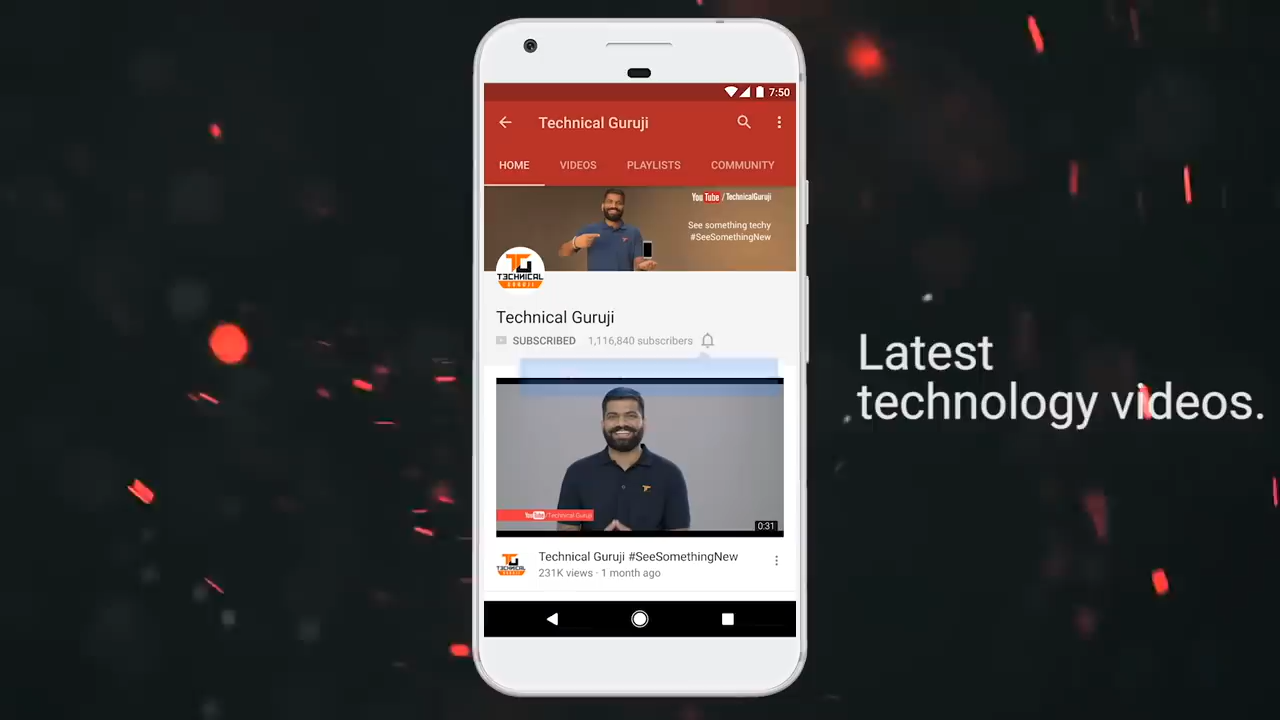 7:50
Technical Guruji
HOME VIDEOS PLAYLISTS COMMUNITY
YouTube /TechnicalGuruji
See something techy
#SeeSomethingNew
TECHNICAL
GURUJI
Technical Guruji
SUBSCRIBED 1,116,840 subscribers
Latest
technology videos.
YouTube/Technical Guruji
0:31
TECHNICAL
Technical Guruji #SeeSomethingNew
231K views · 1 month ago